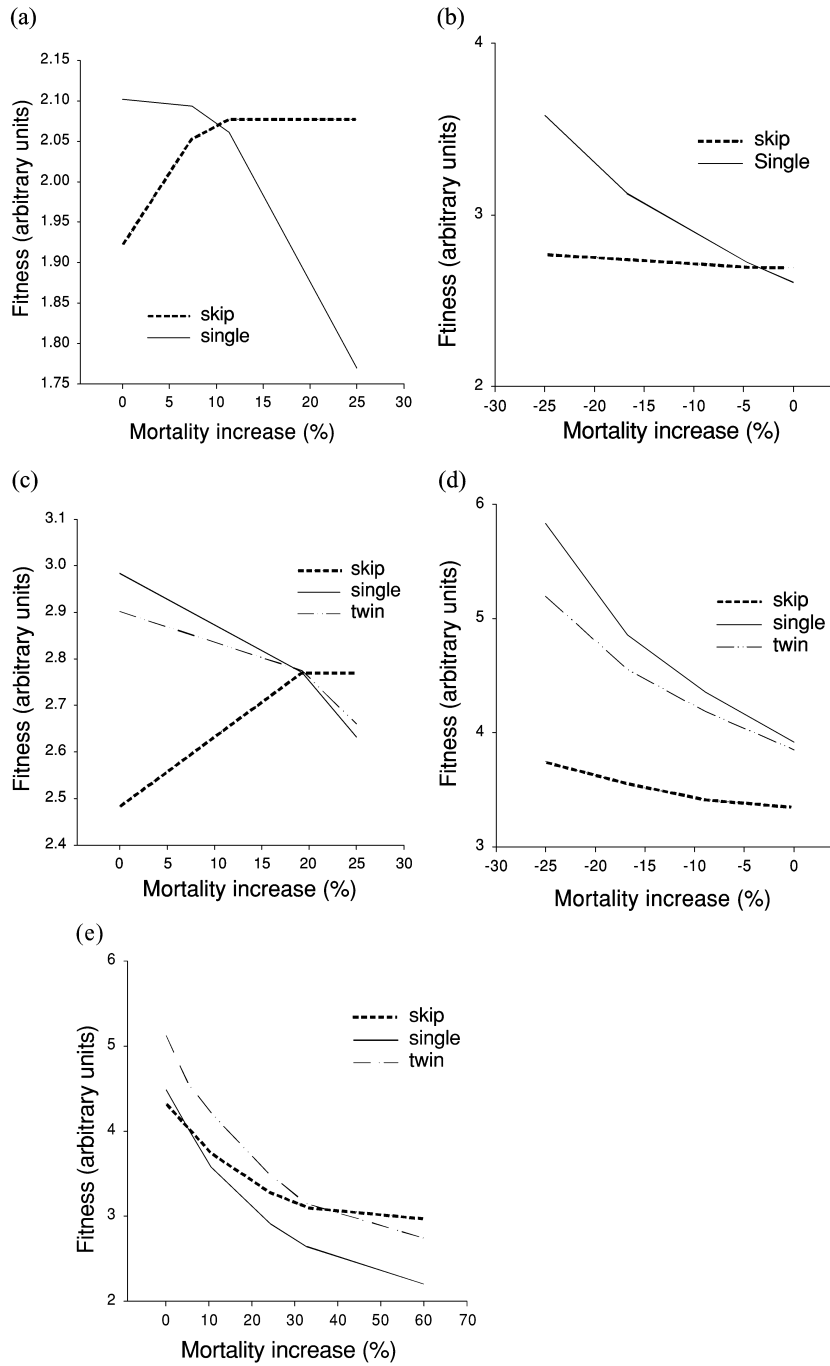 (a)
2.15
2.10
2.05
2.00
1.95
1.90
1.85
1.80
1.75
Fitness (arbitrary units)
skip
single
0 5 10 15 20 25 30
Mortality increase (%)
(b)
4
3
2
Ftiness (arbitrary units)
skip
Single
-30 -25 -20 -15 -10 -5 0
Mortality increase (%)
(c)
3.1
3.0
2.9
2.8
2.7
2.6
2.5
2.4
Fitness (arbitrary units)
skip
single
twin
0 5 10 15 20 25 30
Mortality increase (%)
(d)
6
5
4
3
Fitness (arbitrary units)
skip
single
twin
-30 -25 -20 -15 -10 -5 0
Mortality increase (%)
(e)
6
5
4
3
2
Fitness (arbitrary units)
skip
single
twin
0 10 20 30 40 50 60 70
Mortality increase (%)